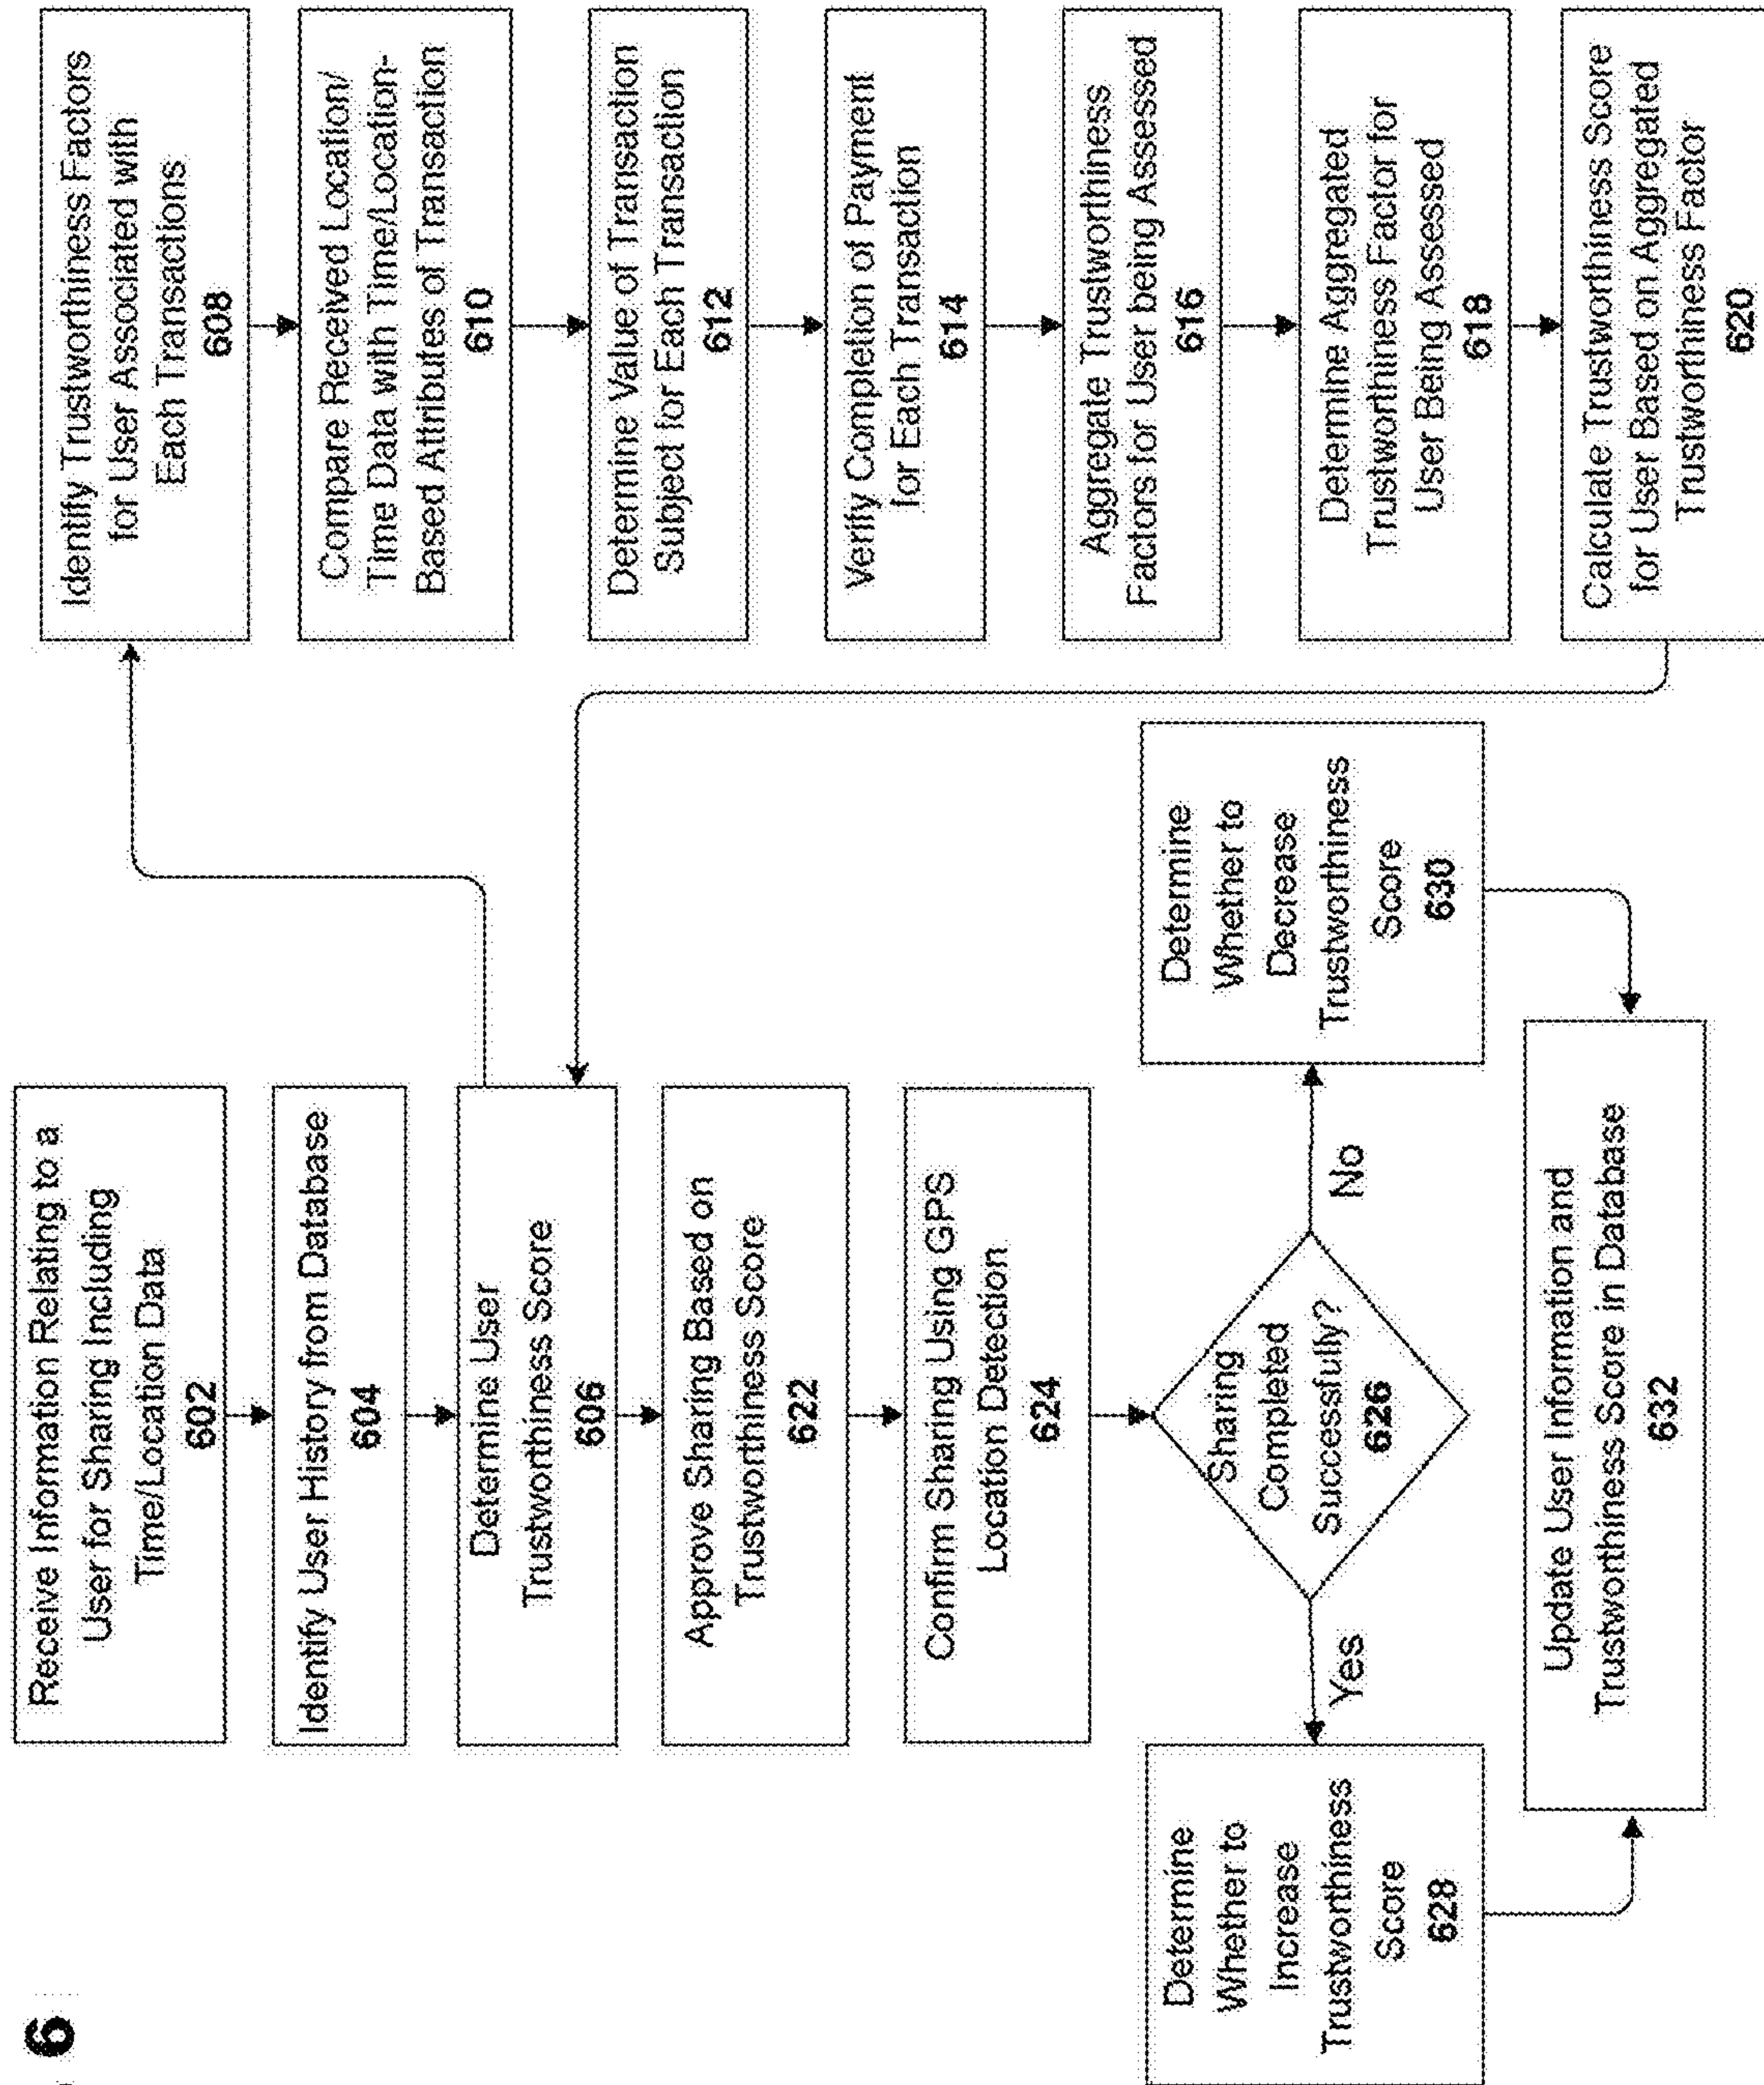 6
Receive Information Relating to a
User for Sharing Including
Time/Location Data
602
Identify User History from Database
604
Determine User
Trustworthiness Score
606
Approve Sharing Based on
Trustworthiness Score
622
Confirm Sharing Using GPS
Location Detection
624
Sharing
Completed
Successfully?
626
Yes
No
Determine
Whether to
Increase
Trustworthiness
Score
628
Determine
Whether to
Decrease
Trustworthiness
Score
630
Update User Information and
Trustworthiness Score in Database
632
Identify Trustworthiness Factors
for User Associated with
Each Transactions
608
Compare Received Location/
Time Data with Time/Location-
Based Attributes of Transaction
610
Determine Value of Transaction
Subject for Each Transaction
612
Verify Completion of Payment
for Each Transaction
614
Aggregate Trustworthiness
Factors for User being Assessed
616
Determine Aggregated
Trustworthiness Factor for
User Being Assessed
618
Calculate Trustworthiness Score
for User Based on Aggregated
Trustworthiness Factor
620